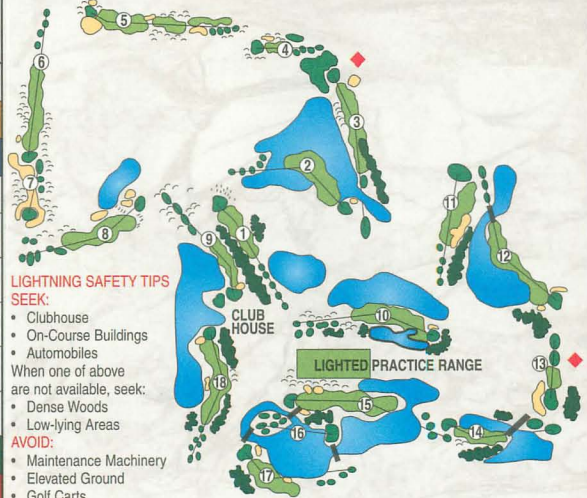 5
6
4
3
2
7
11
8
9
1
12
LIGHTNING SAFETY TIPS
SEEK:
• Clubhouse
• On-Course Buildings
• Automobiles
When one of above
are not available, seek:
• Dense Woods
• Low-lying Areas
AVOID:
• Maintenance Machinery
• Elevated Ground
• Golf Carts
CLUB
HOUSE
10
LIGHTED PRACTICE RANGE
13
18
15
16
14
17